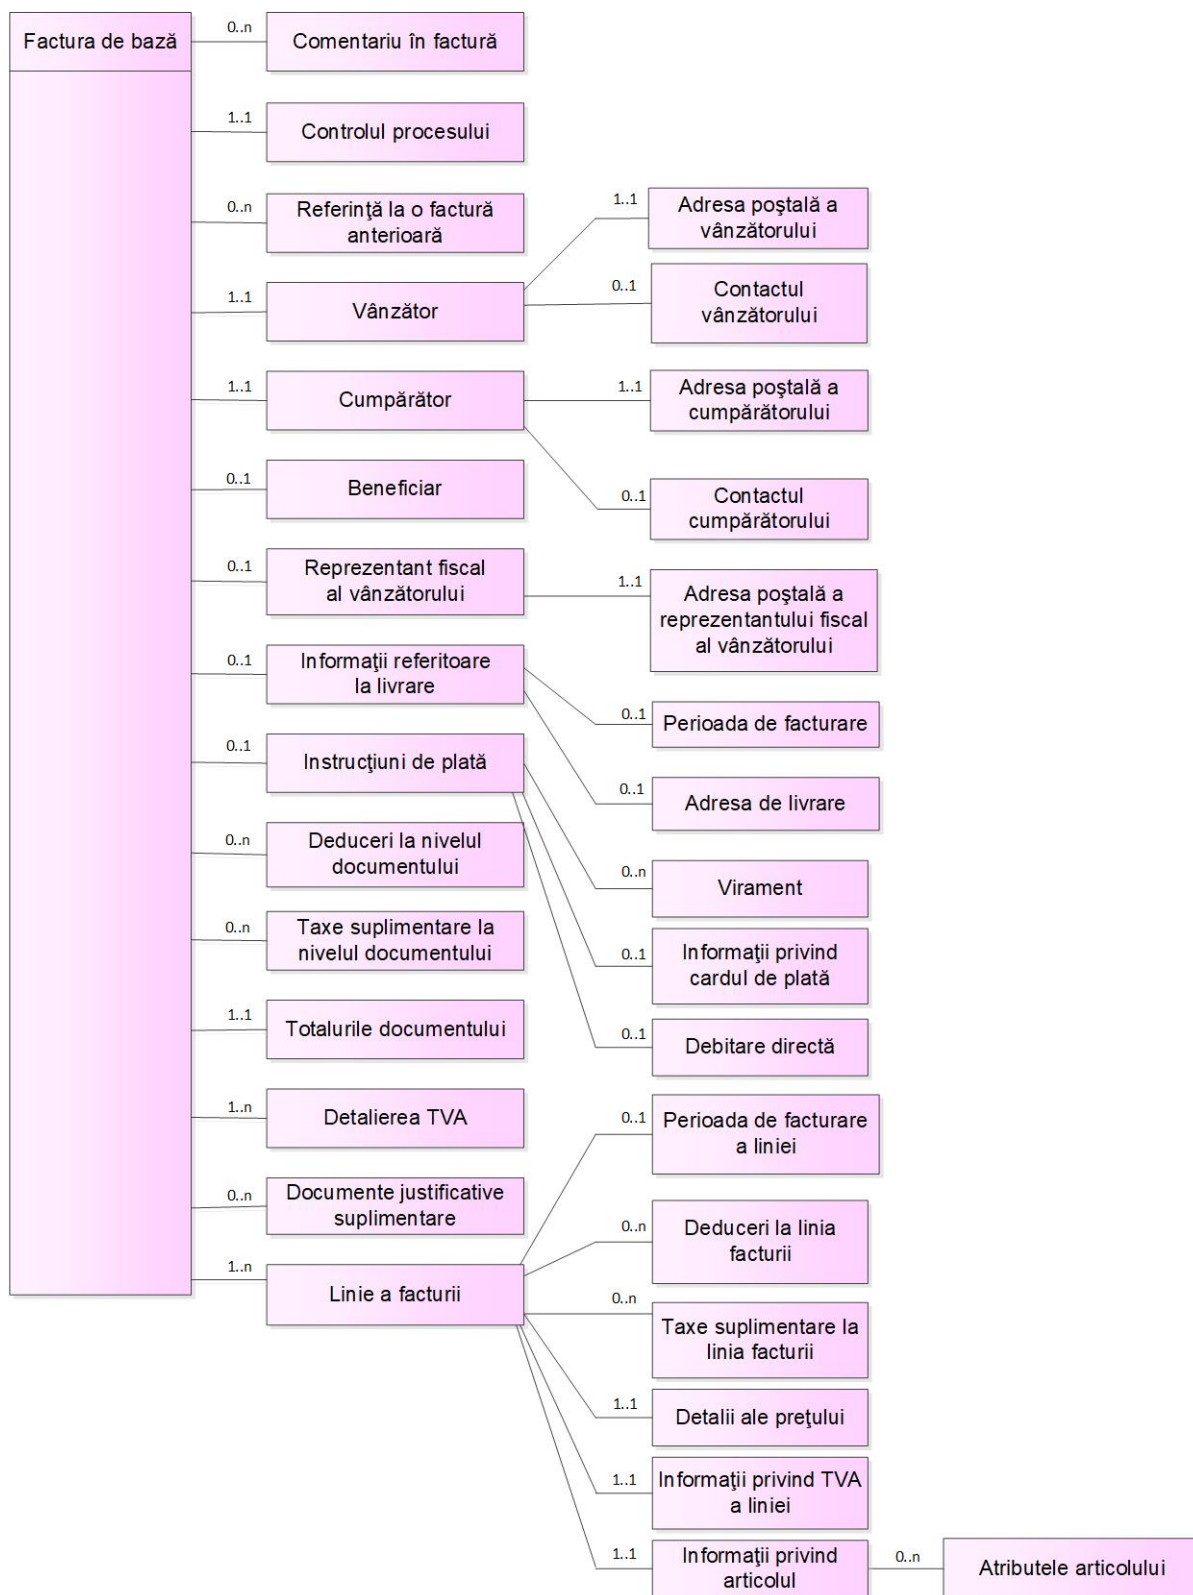 Factura de bază
0..n
Comentariu în factură
1..1
Controlul procesului
0..n
Referinţă la o factură
anterioară
1..1
Vânzător
1..1
Adresa poştală a
vânzătorului
0..1
Contactul
vânzătorului
1..1
Cumpărător
1..1
Adresa poştală a
cumpărătorului
0..1
Contactul
cumpărătorului
0..1
Beneficiar
0..1
Reprezentant fiscal
al vânzătorului
1..1
Adresa poştală a
reprezentantului fiscal
al vânzătorului
0..1
Informaţii referitoare
la livrare
0..1
Perioada de facturare
0..1
Adresa de livrare
0..1
Instrucţiuni de plată
0..n
Virament
0..1
Informaţii privind
cardul de plată
0..1
Debitare directă
0..n
Deduceri la nivelul
documentului
0..n
Taxe suplimentare la
nivelul documentului
1..1
Totalurile documentului
1..n
Detalierea TVA
0..n
Documente justificative
suplimentare
1..n
Linie a facturii
0..1
Perioada de facturare
a liniei
0..n
Deduceri la linia
facturii
0..n
Taxe suplimentare la
linia facturii
1..1
Detalii ale preţului
1..1
Informaţii privind TVA
a liniei
1..1
Informaţii privind
articolul
0..n
Atributele articolului